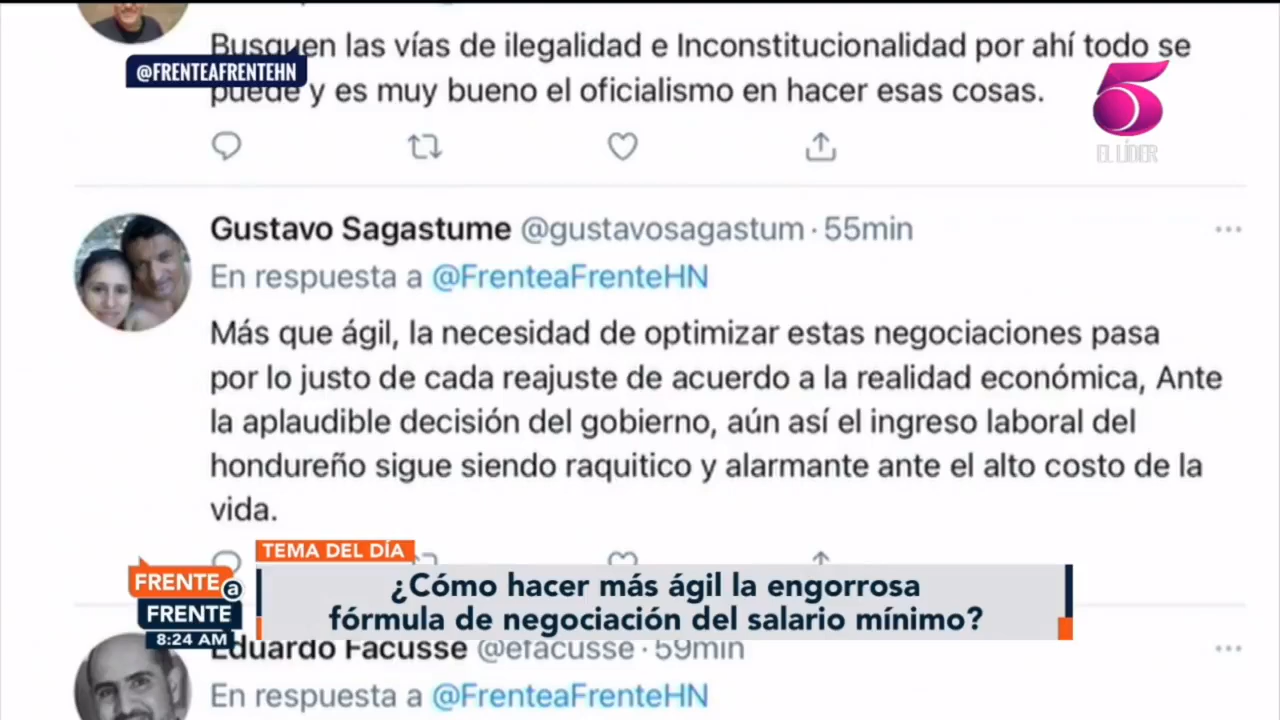 Busquen las vías de ilegalidad e Inconstitucionalidad por ahí todo se
@FRENTEAFRENTEHN
puede y es muy bueno el oficialismo en hacer esas cosas.
5
EL LÍDER
Gustavo Sagastume @gustavosagastum · 55min
En respuesta a @FrenteaFrenteHN
Más que ágil, la necesidad de optimizar estas negociaciones pasa
por lo justo de cada reajuste de acuerdo a la realidad económica, Ante
la aplaudible decisión del gobierno, aún así el ingreso laboral del
hondureño sigue siendo raquitico y alarmante ante el alto costo de la
vida.
TEMA DEL DÍA
¿Cómo hacer más ágil la engorrosa
fórmula de negociación del salario mínimo?
FRENTE a
FRENTE
8:24 AM
Eduardo Facusse @efacusse · 59min
En respuesta a @FrenteaFrenteHN